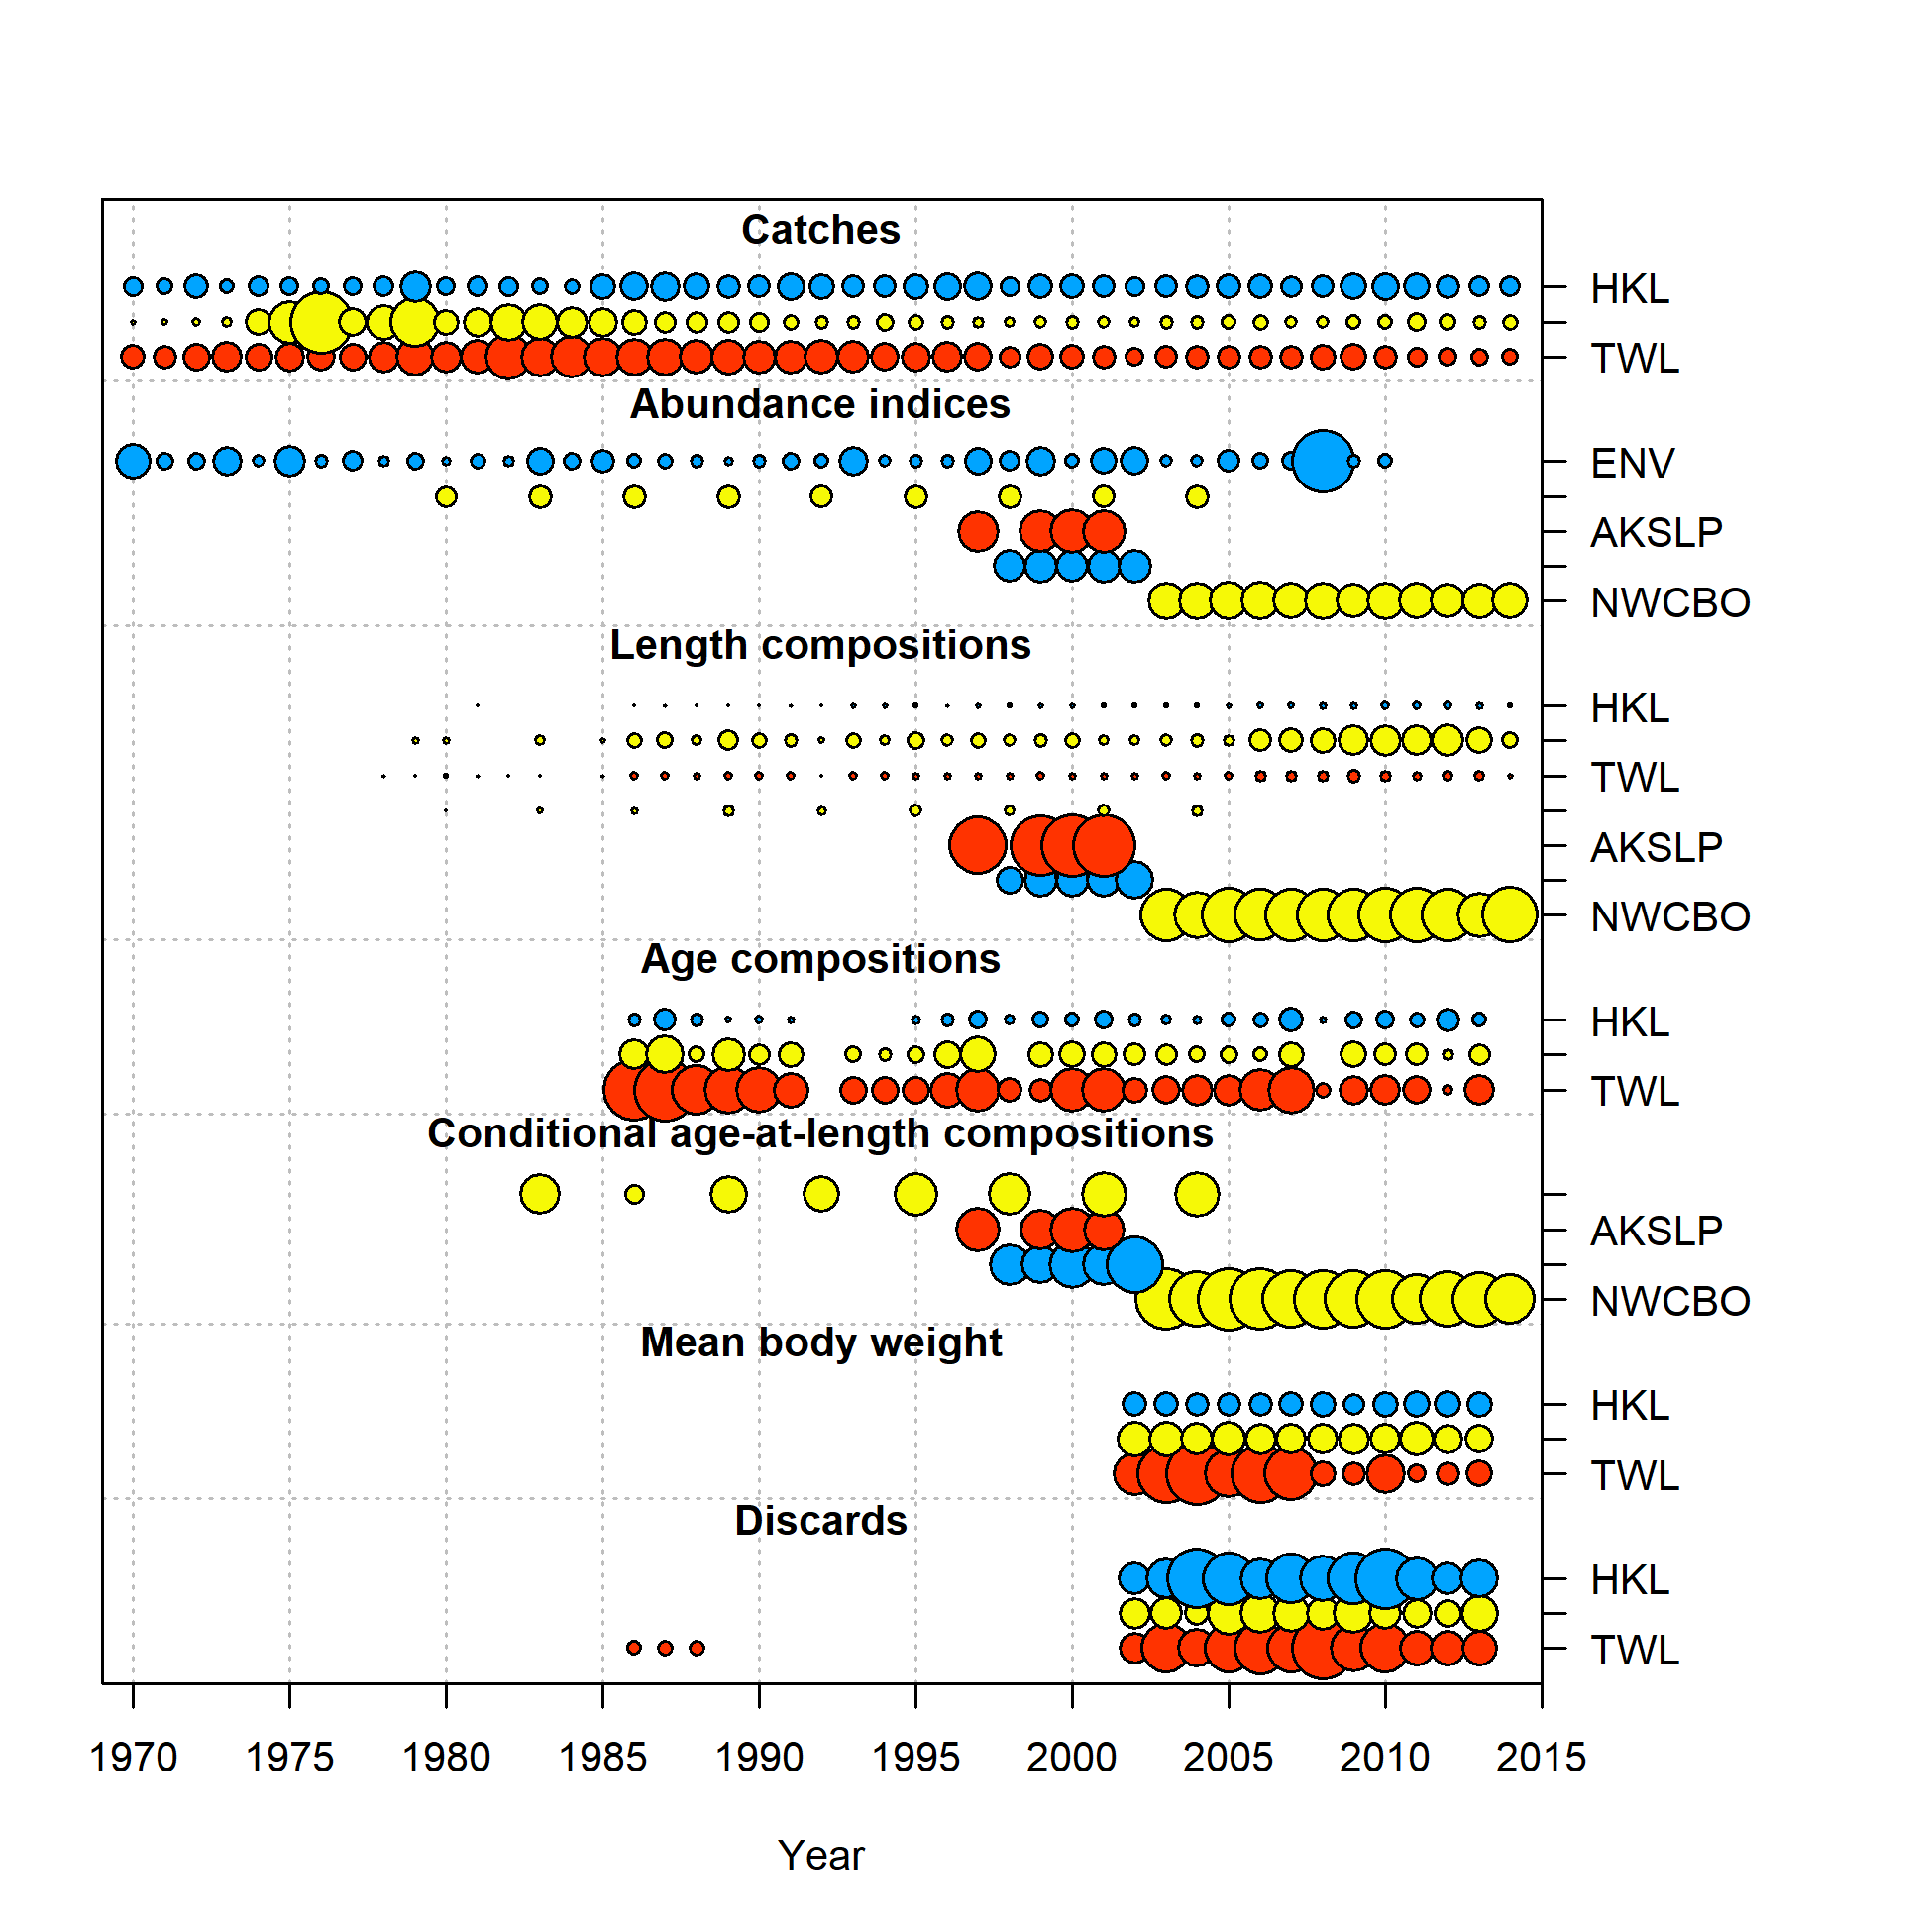 Catches
HKL
TWL
Abundance indices
ENV
AKSLP
NWCBO
Length compositions
HKL
TWL
AKSLP
NWCBO
Age compositions
HKL
TWL
Conditional age-at-length compositions
AKSLP
NWCBO
Mean body weight
HKL
TWL
Discards
HKL
TWL
1970 1975 1980 1985 1990 1995 2000 2005 2010 2015
Year